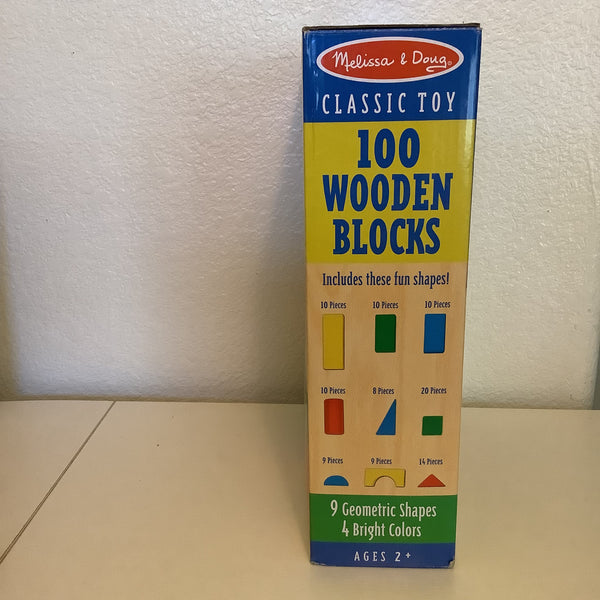 Melissa & Doug®
CLASSIC TOY
100
WOODEN
BLOCKS
Includes these fun shapes!
10 Pieces 10 Pieces 10 Pieces
10 Pieces 8 Pieces 20 Pieces
9 Pieces 9 Pieces 14 Pieces
9 Geometric Shapes
4 Bright Colors
AGES 2+